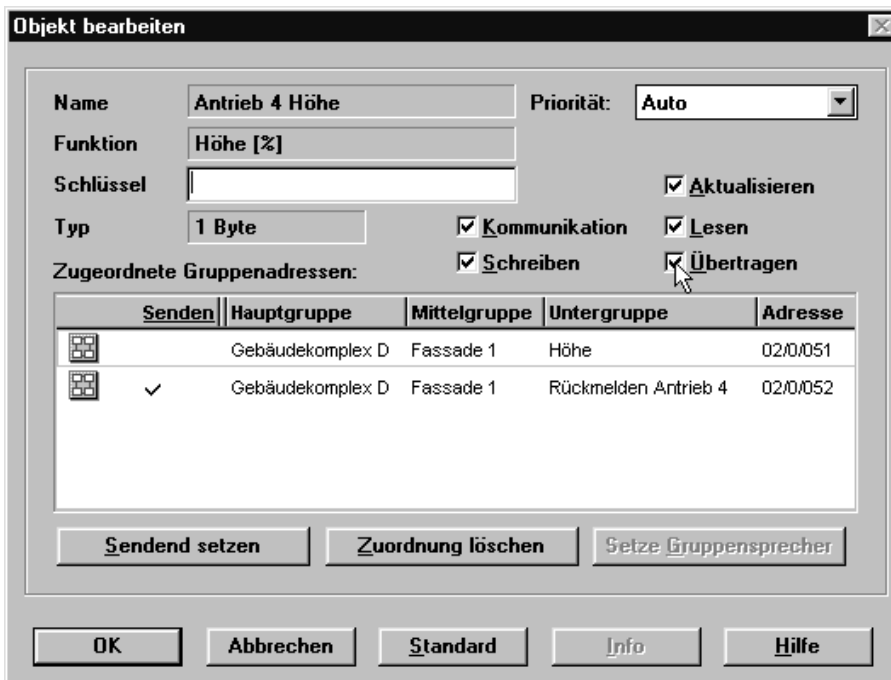 Objekt bearbeiten
Name Antrieb 4 Höhe Priorität: Auto
Funktion Höhe [%]
Schlüssel Aktualisieren
Typ 1 Byte Kommunikation Lesen
Zugeordnete Gruppenadressen: Schreiben Übertragen
Senden Hauptgruppe Mittelgruppe Untergruppe Adresse
Gebäudekomplex D Fassade 1 Höhe 02/0/051
Gebäudekomplex D Fassade 1 Rückmelden Antrieb 4 02/0/052
Sendend setzen Zuordnung löschen Setze Gruppensprecher
OK Abbrechen Standard Info Hilfe